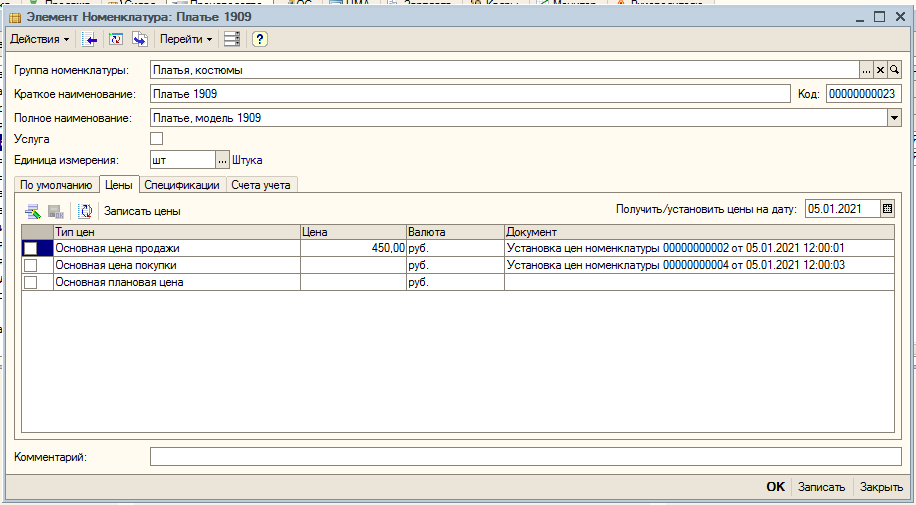 Элемент Номенклатура: Платье 1909
Действия Перейти ?
Группа номенклатуры: Платья, костюмы ...
Краткое наименование: Платье 1909 Код: 00000000023
Полное наименование: Платье, модель 1909
Услуга
Единица измерения: шт ... Штука
По умолчанию Цены Спецификации Счета учета
Записать цены Получить/установить цены на дату: 05.01.2021
Тип цен Цена Валюта Документ
Основная цена продажи 450,00 руб. Установка цен номенклатуры 00000000002 от 05.01.2021 12:00:01
Основная цена покупки руб. Установка цен номенклатуры 00000000004 от 05.01.2021 12:00:03
Основная плановая цена руб.
Комментарий:
OK Записать Закрыть